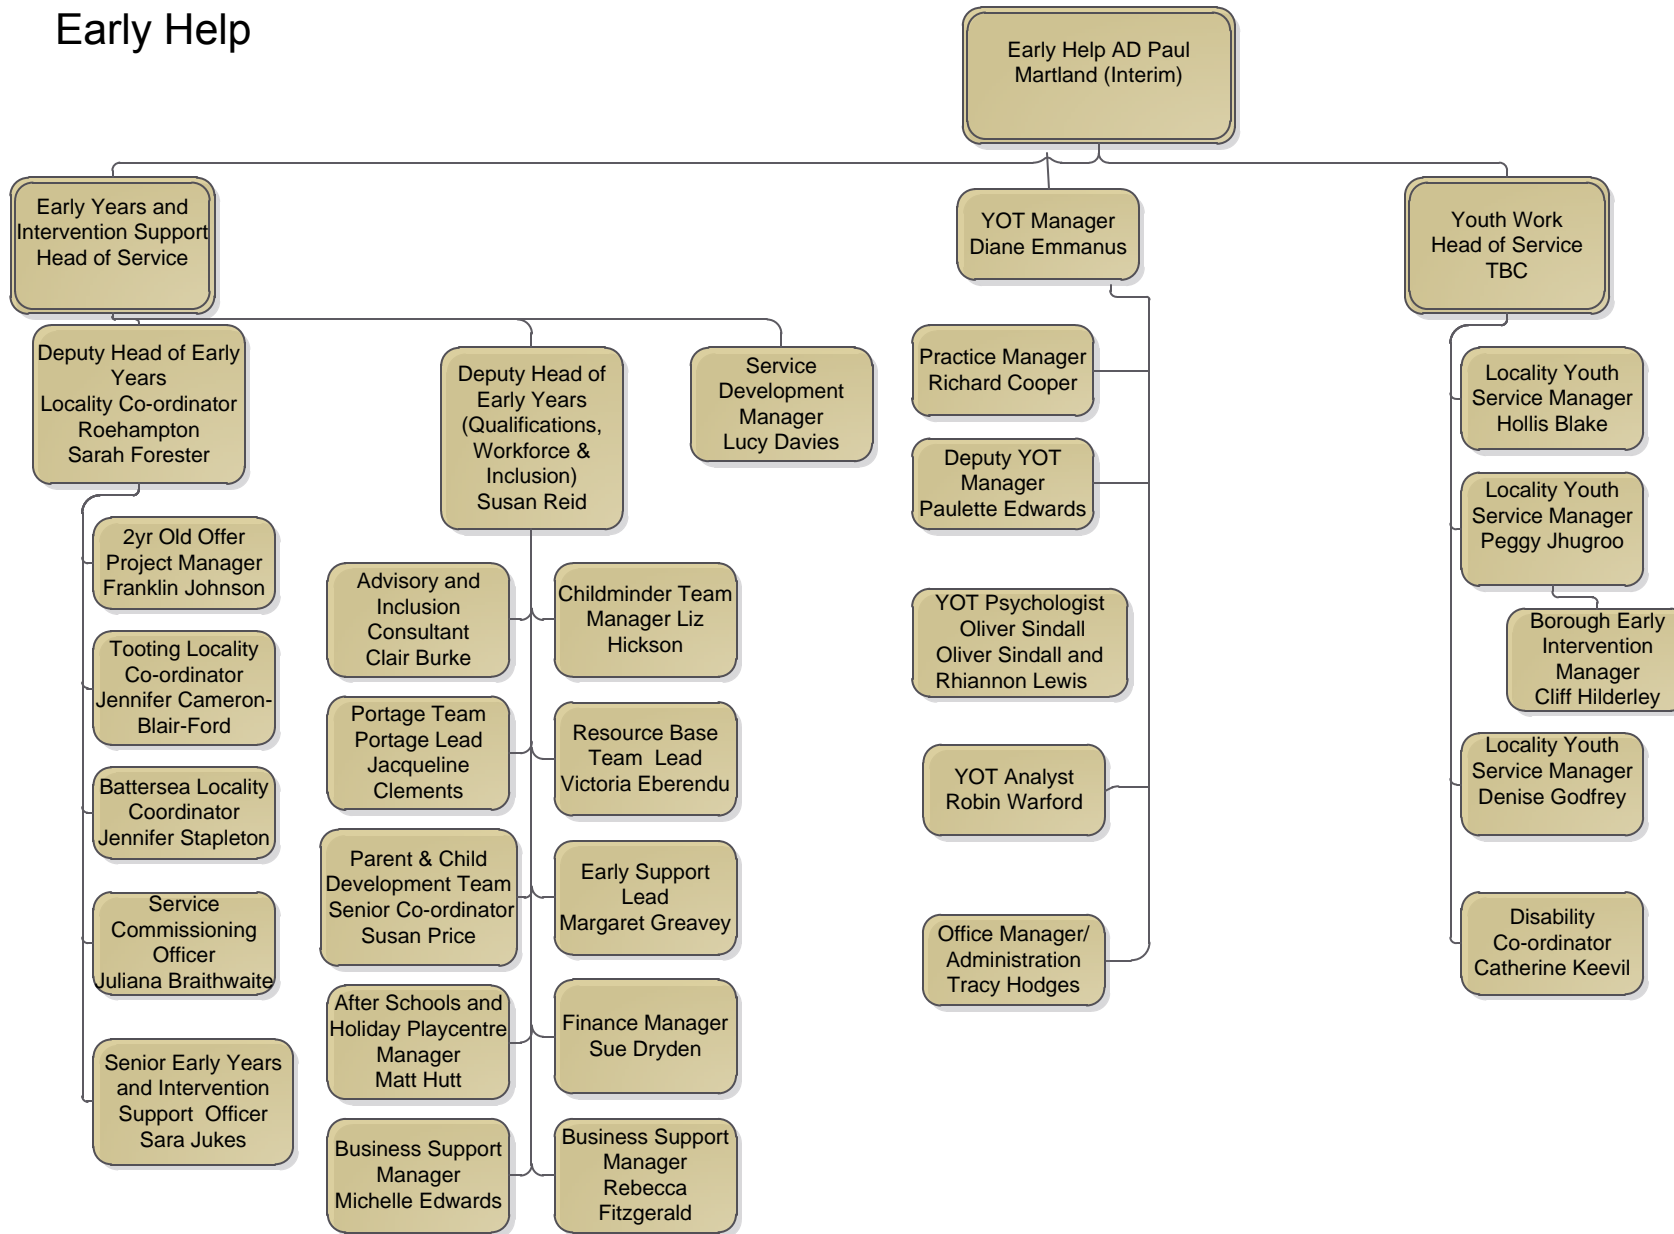 Early Help
Early Help AD Paul
Martland (Interim)
Early Years and
Intervention Support
Head of Service
YOT Manager
Diane Emmanus
Youth Work
Head of Service
TBC
Deputy Head of Early
Years
Locality Co-ordinator
Roehampton
Sarah Forester
Deputy Head of
Early Years
(Qualifications,
Workforce &
Inclusion)
Susan Reid
Service
Development
Manager
Lucy Davies
2yr Old Offer
Project Manager
Franklin Johnson
Tooting Locality
Co-ordinator
Jennifer Cameron-
Blair-Ford
Battersea Locality
Coordinator
Jennifer Stapleton
Service
Commissioning
Officer
Juliana Braithwaite
Senior Early Years
and Intervention
Support  Officer
Sara Jukes
Advisory and
Inclusion
Consultant
Clair Burke
Portage Team
Portage Lead
Jacqueline
Clements
Parent & Child
Development Team
Senior Co-ordinator
Susan Price
After Schools and
Holiday Playcentre
Manager
Matt Hutt
Business Support
Manager
Michelle Edwards
Childminder Team
Manager Liz
Hickson
Resource Base
Team  Lead
Victoria Eberendu
Early Support
Lead
Margaret Greavey
Finance Manager
Sue Dryden
Business Support
Manager
Rebecca
Fitzgerald
Practice Manager
Richard Cooper
Deputy YOT
Manager
Paulette Edwards
YOT Psychologist
Oliver Sindall
Oliver Sindall and
Rhiannon Lewis
YOT Analyst
Robin Warford
Office Manager/
Administration
Tracy Hodges
Locality Youth
Service Manager
Hollis Blake
Locality Youth
Service Manager
Peggy Jhugroo
Borough Early
Intervention
Manager
Cliff Hilderley
Locality Youth
Service Manager
Denise Godfrey
Disability
Co-ordinator
Catherine Keevil